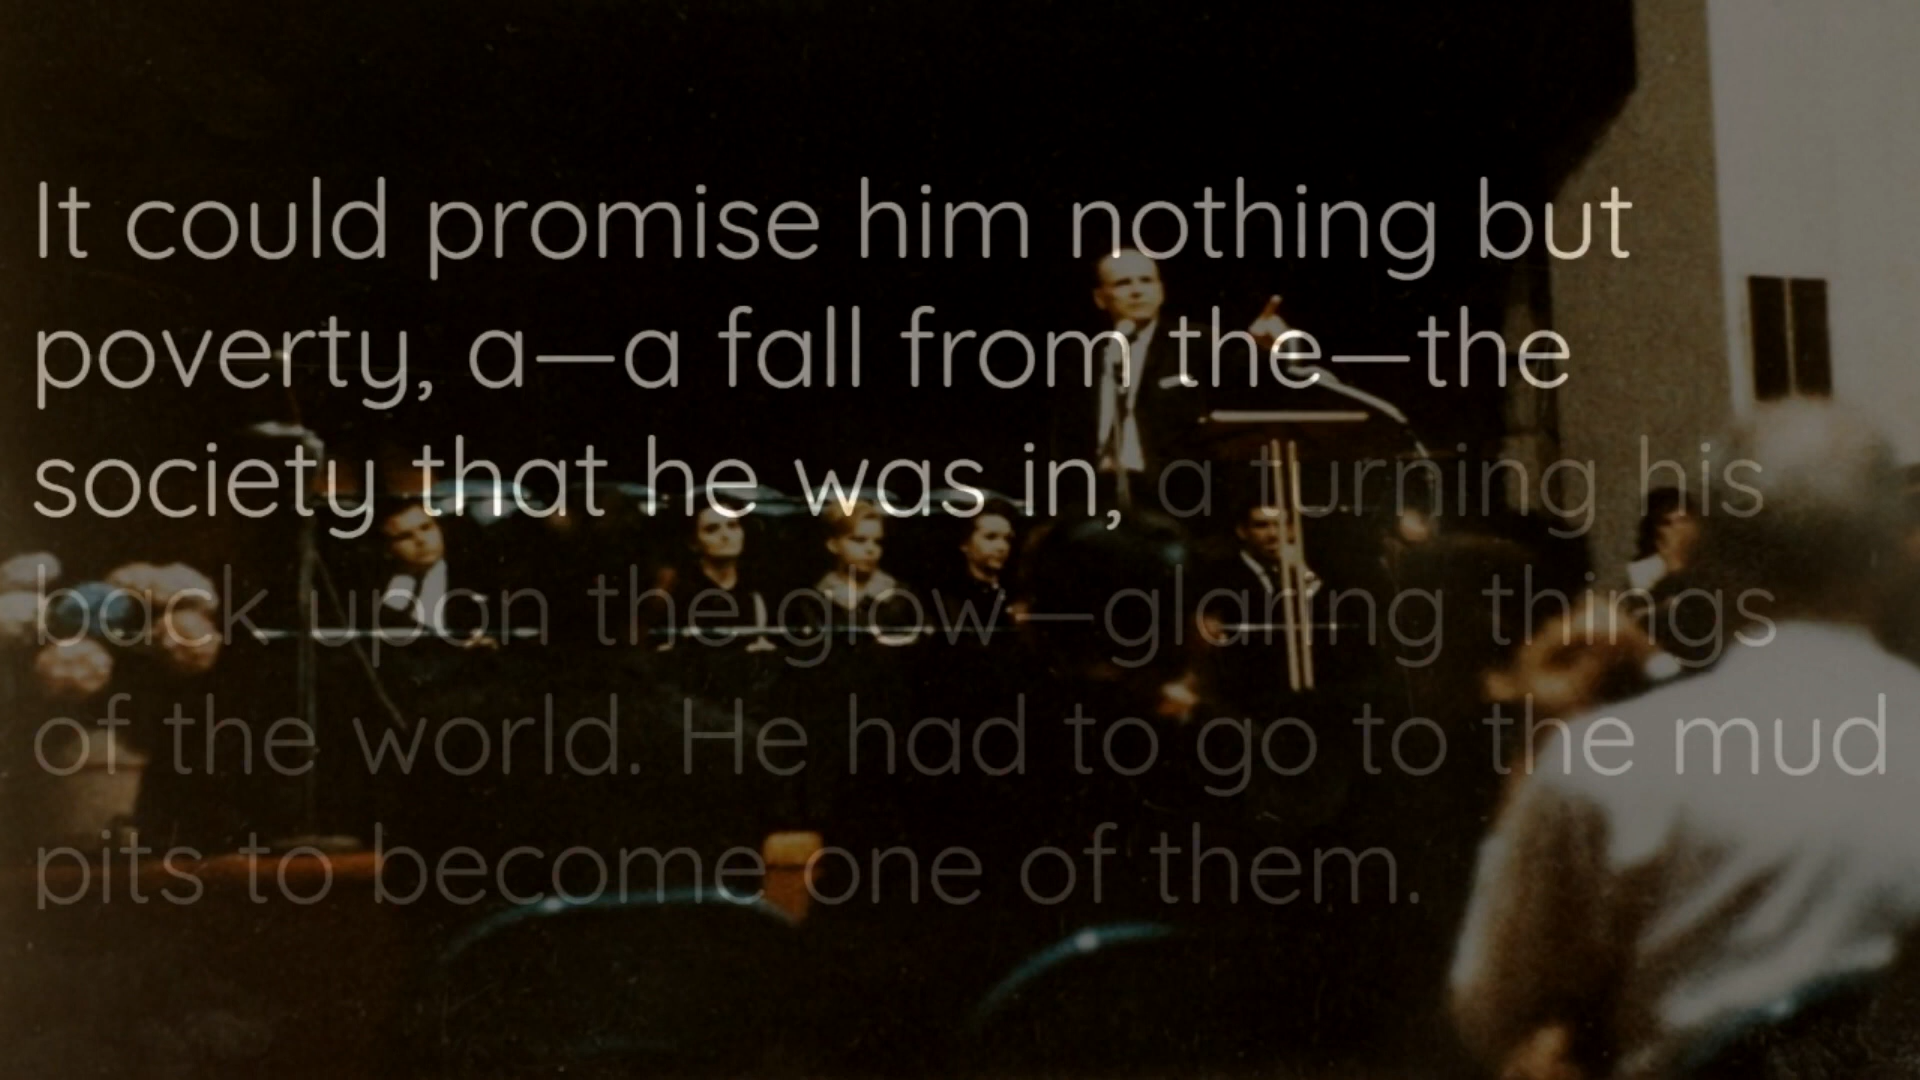 It could promise him nothing but
poverty, a—a fall from the—the
society that he was in, a turning his
back upon the glow—glaring things
of the world. He had to go to the mud
pits to become one of them.